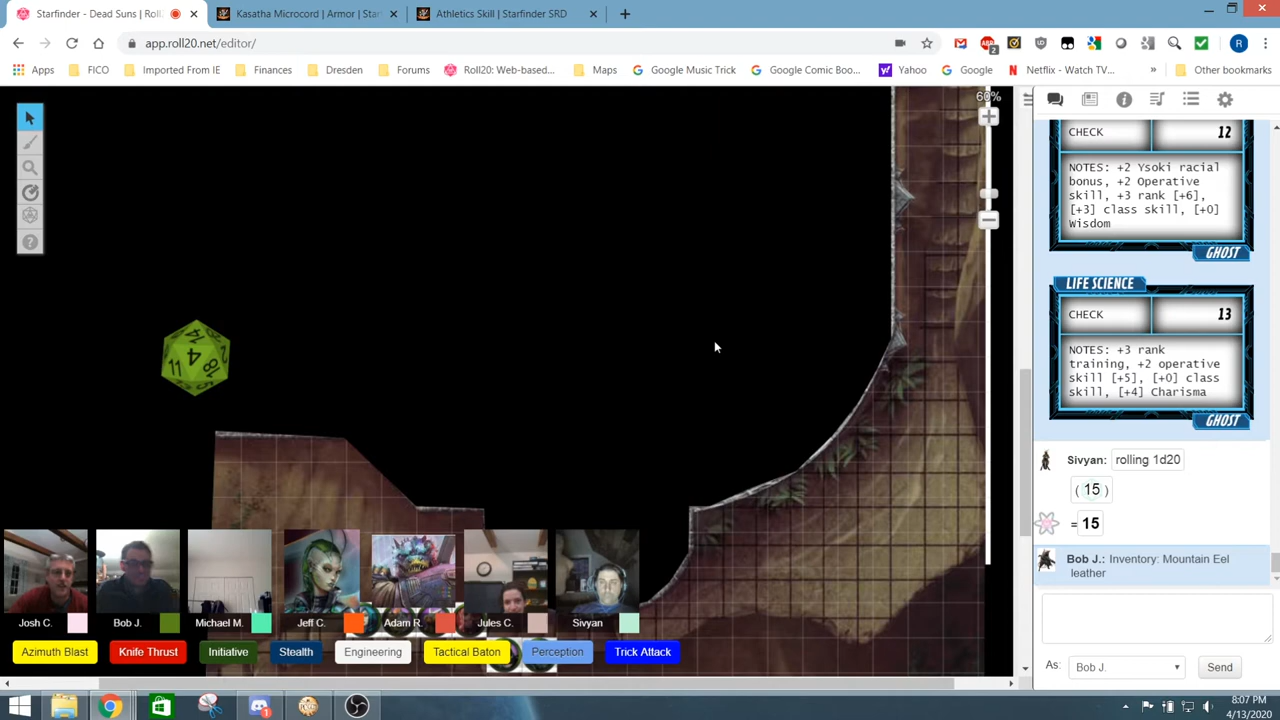 Starfinder - Dead Suns | Roll
Kasatha Microcord | Armor | Star
Athletics Skill | Starfinder SRD
app.roll20.net/editor/
Apps
FICO
Imported From IE
Finances
Dresden
Forums
Roll20: Web-based...
Maps
Google Music Trick
Google Comic Boo...
Yahoo
Google
Netflix - Watch TV...
Other bookmarks
60%
CHECK 12
NOTES: +2 Ysoki racial
bonus, +2 Operative
skill, +3 rank [+6],
[+3] class skill, [+0]
Wisdom
GHOST
LIFE SCIENCE
CHECK 13
NOTES: +3 rank
training, +2 operative
skill [+5], [+0] class
skill, [+4] Charisma
GHOST
Sivyan: rolling 1d20
(15)
= 15
Bob J.: Inventory: Mountain Eel
leather
4
11
Josh C.
Bob J.
Michael M.
Jeff C.
Adam R.
Jules C.
Sivyan
Azimuth Blast
Knife Thrust
Initiative
Stealth
Engineering
Tactical Baton
Perception
Trick Attack
As: Bob J. Send
8:07 PM
4/13/2020